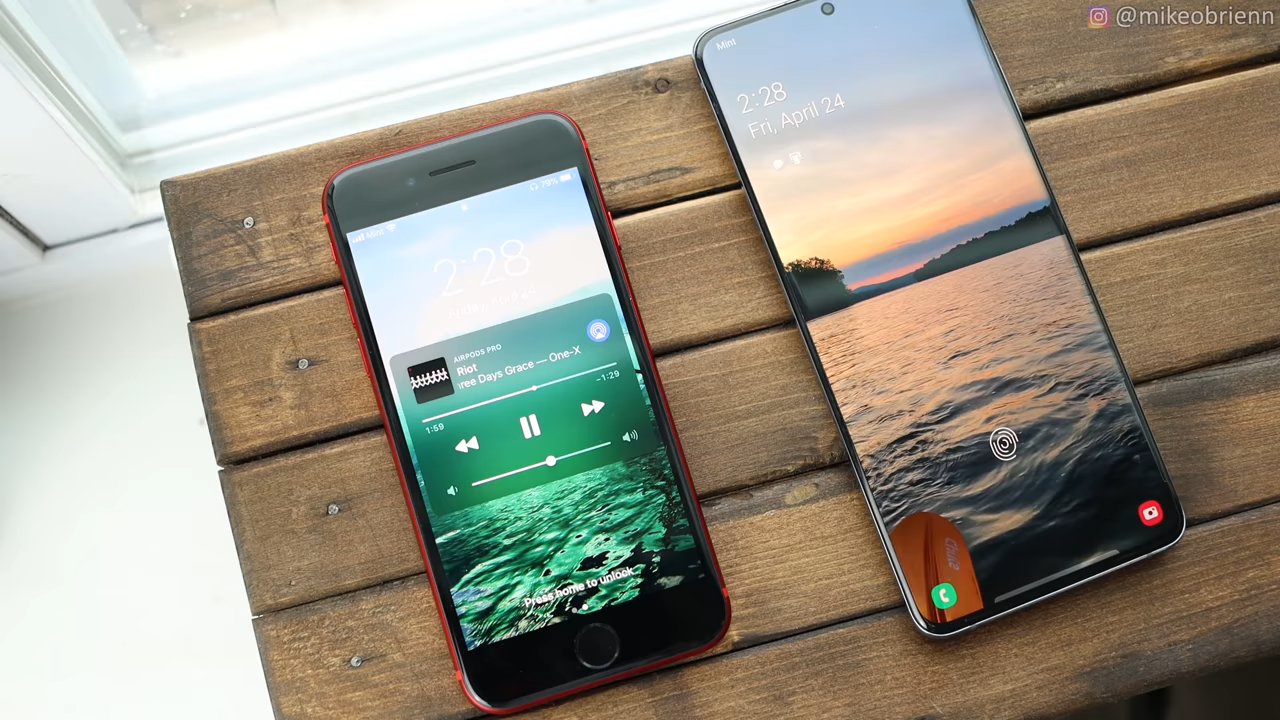 @mikeobrienn
Mint
2:28
Fri, April 24
79%
Mint
2:28
AIRPODS PRO
Riot
ree Days Grace — One-X
1:59
-1:29
Press home to unlock